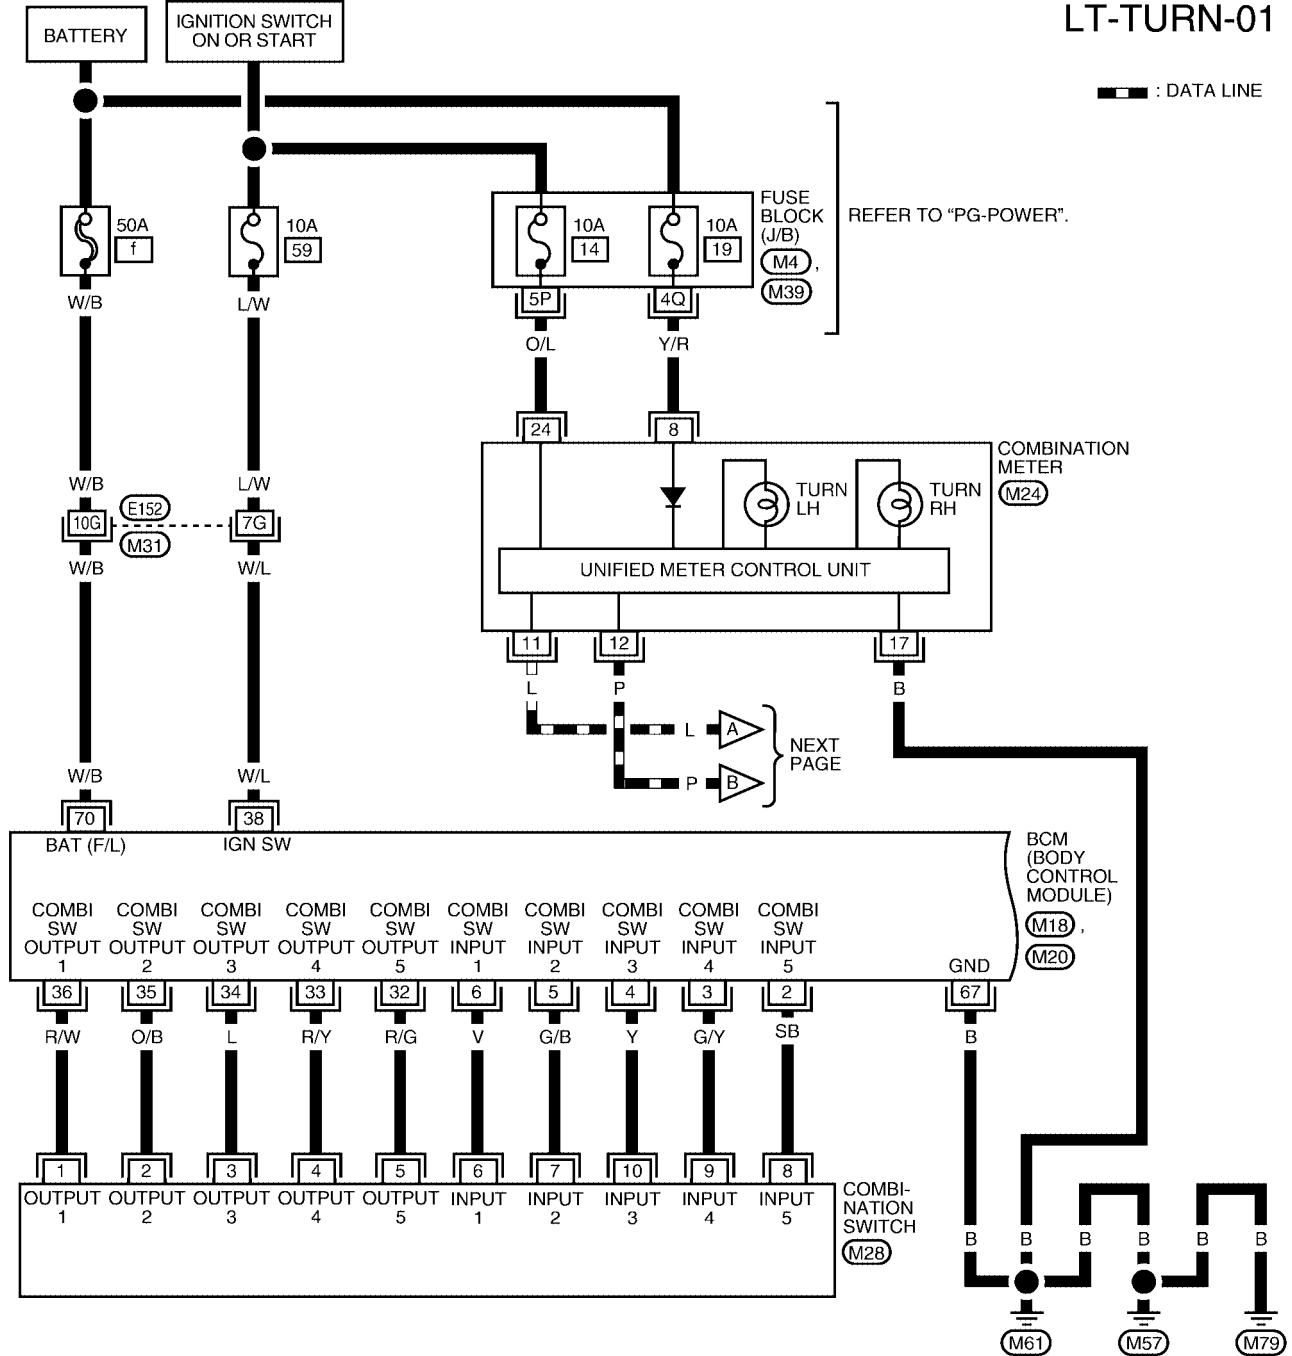 LT-TURN-01
BATTERY
IGNITION SWITCH
ON OR START
: DATA LINE
50A
f
10A
59
10A
14
10A
19
FUSE
BLOCK
(J/B)
M4 ,
M39
REFER TO “PG-POWER”.
W/B
L/W
5P
4Q
O/L
Y/R
24
8
COMBINATION
METER
M24
TURN
LH
TURN
RH
UNIFIED METER CONTROL UNIT
W/B
L/W
10G
E152
M31
7G
W/B
W/L
11
12
17
L
P
B
L
A
P
B
NEXT
PAGE
W/B
W/L
70
38
BAT (F/L)
IGN SW
BCM
(BODY
CONTROL
MODULE)
M18 ,
M20
COMBI
SW
OUTPUT
1
COMBI
SW
OUTPUT
2
COMBI
SW
OUTPUT
3
COMBI
SW
OUTPUT
4
COMBI
SW
OUTPUT
5
COMBI
SW
INPUT
1
COMBI
SW
INPUT
2
COMBI
SW
INPUT
3
COMBI
SW
INPUT
4
COMBI
SW
INPUT
5
GND
36
35
34
33
32
6
5
4
3
2
67
R/W
O/B
L
R/Y
R/G
V
G/B
Y
G/Y
SB
B
1
2
3
4
5
6
7
10
9
8
OUTPUT
1
OUTPUT
2
OUTPUT
3
OUTPUT
4
OUTPUT
5
INPUT
1
INPUT
2
INPUT
3
INPUT
4
INPUT
5
COMBI-
NATION
SWITCH
M28
B
B
B
B
B
B
M61
M57
M79